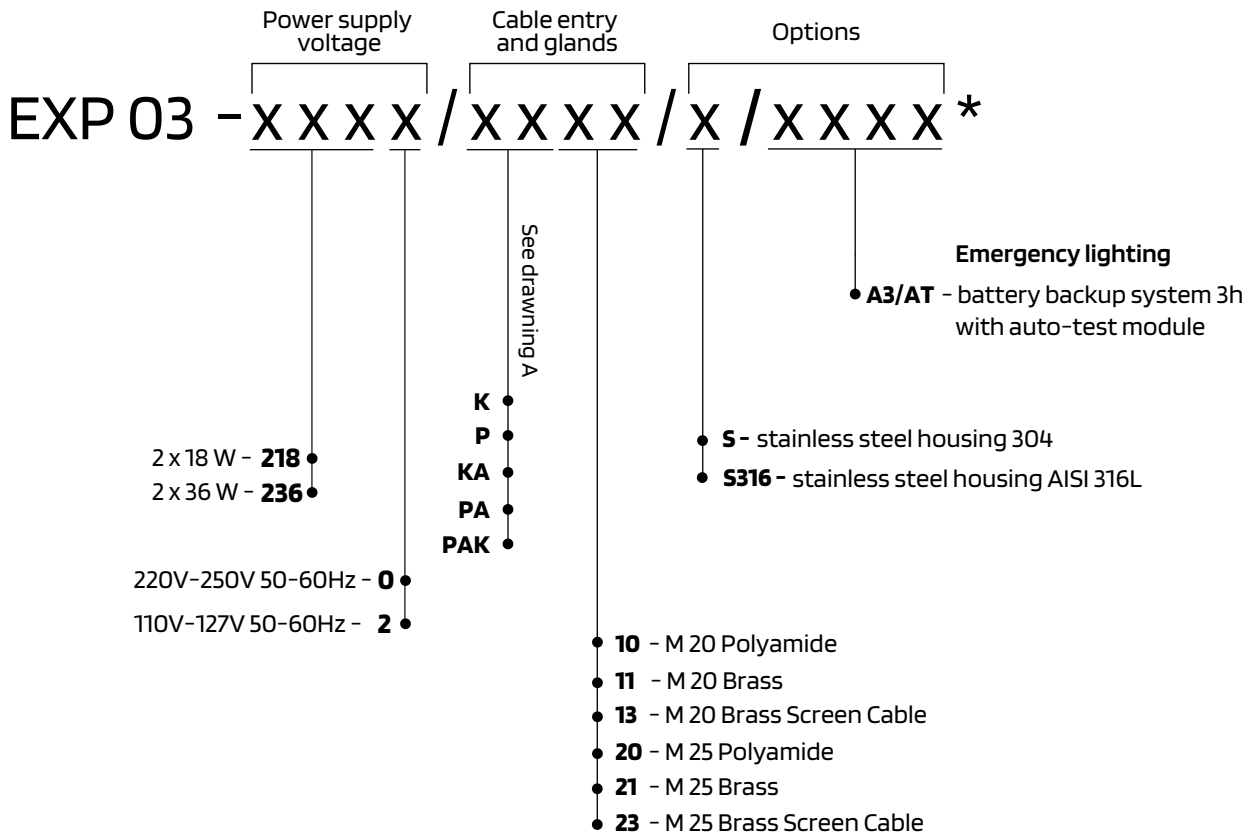 Power supply
voltage
Cable entry
and glands
Options
EXP 03 - X X X X / X X X X / X / X X X X *
See drawning A
Emergency lighting
A3/AT - battery backup system 3h
with auto-test module
K
P
KA
PA
PAK
2 x 18 W - 218
2 x 36 W - 236
S - stainless steel housing 304
S316 - stainless steel housing AISI 316L
220V-250V 50-60Hz - 0
110V-127V 50-60Hz - 2
10 - M 20 Polyamide
11 - M 20 Brass
13 - M 20 Brass Screen Cable
20 - M 25 Polyamide
21 - M 25 Brass
23 - M 25 Brass Screen Cable